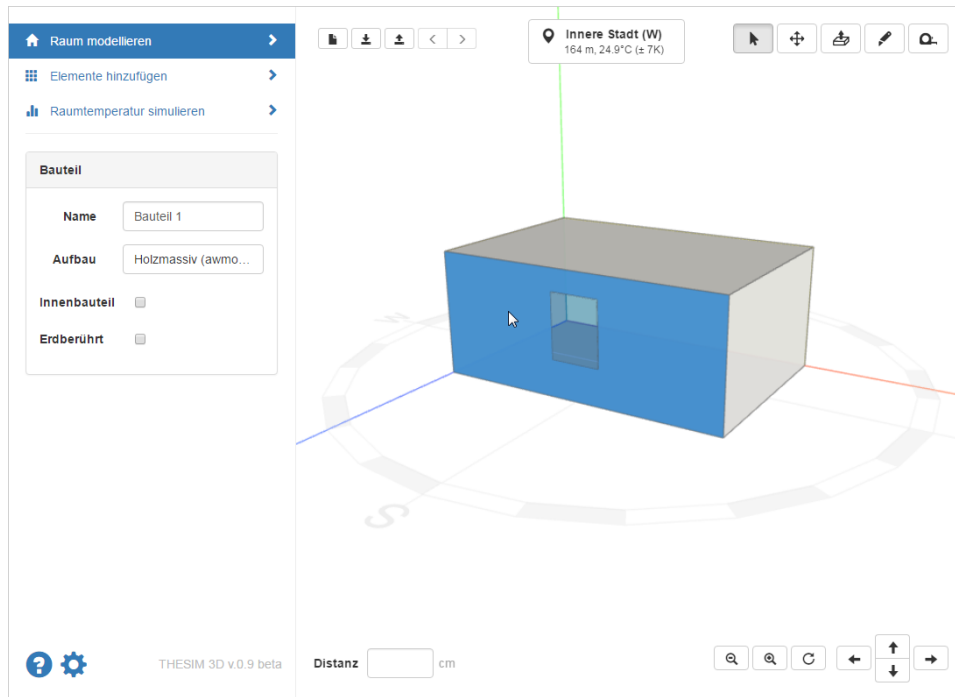 Raum modellieren
Elemente hinzufügen
Raumtemperatur simulieren
Bauteil
Name Bauteil 1
Aufbau Holzmassiv (awmo...
Innenbauteil
Erdberührt
THESIM 3D v.0.9 beta
Innere Stadt (W)
164 m, 24.9°C (± 7K)
S
Distanz cm